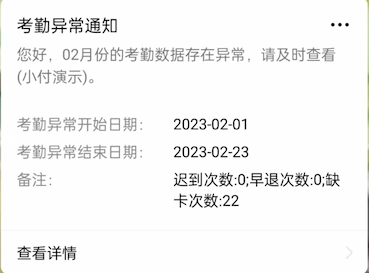 考勤异常通知
您好，02月份的考勤数据存在异常，请及时查看
(小付演示)。
考勤异常开始日期： 2023-02-01
考勤异常结束日期： 2023-02-23
备注： 迟到次数:0;早退次数:0;缺
卡次数:22
查看详情